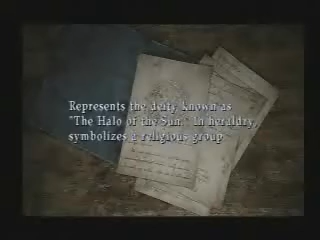 Represents the deity known as
"The Halo of the Sun." In heraldry,
symbolizes a religious group.